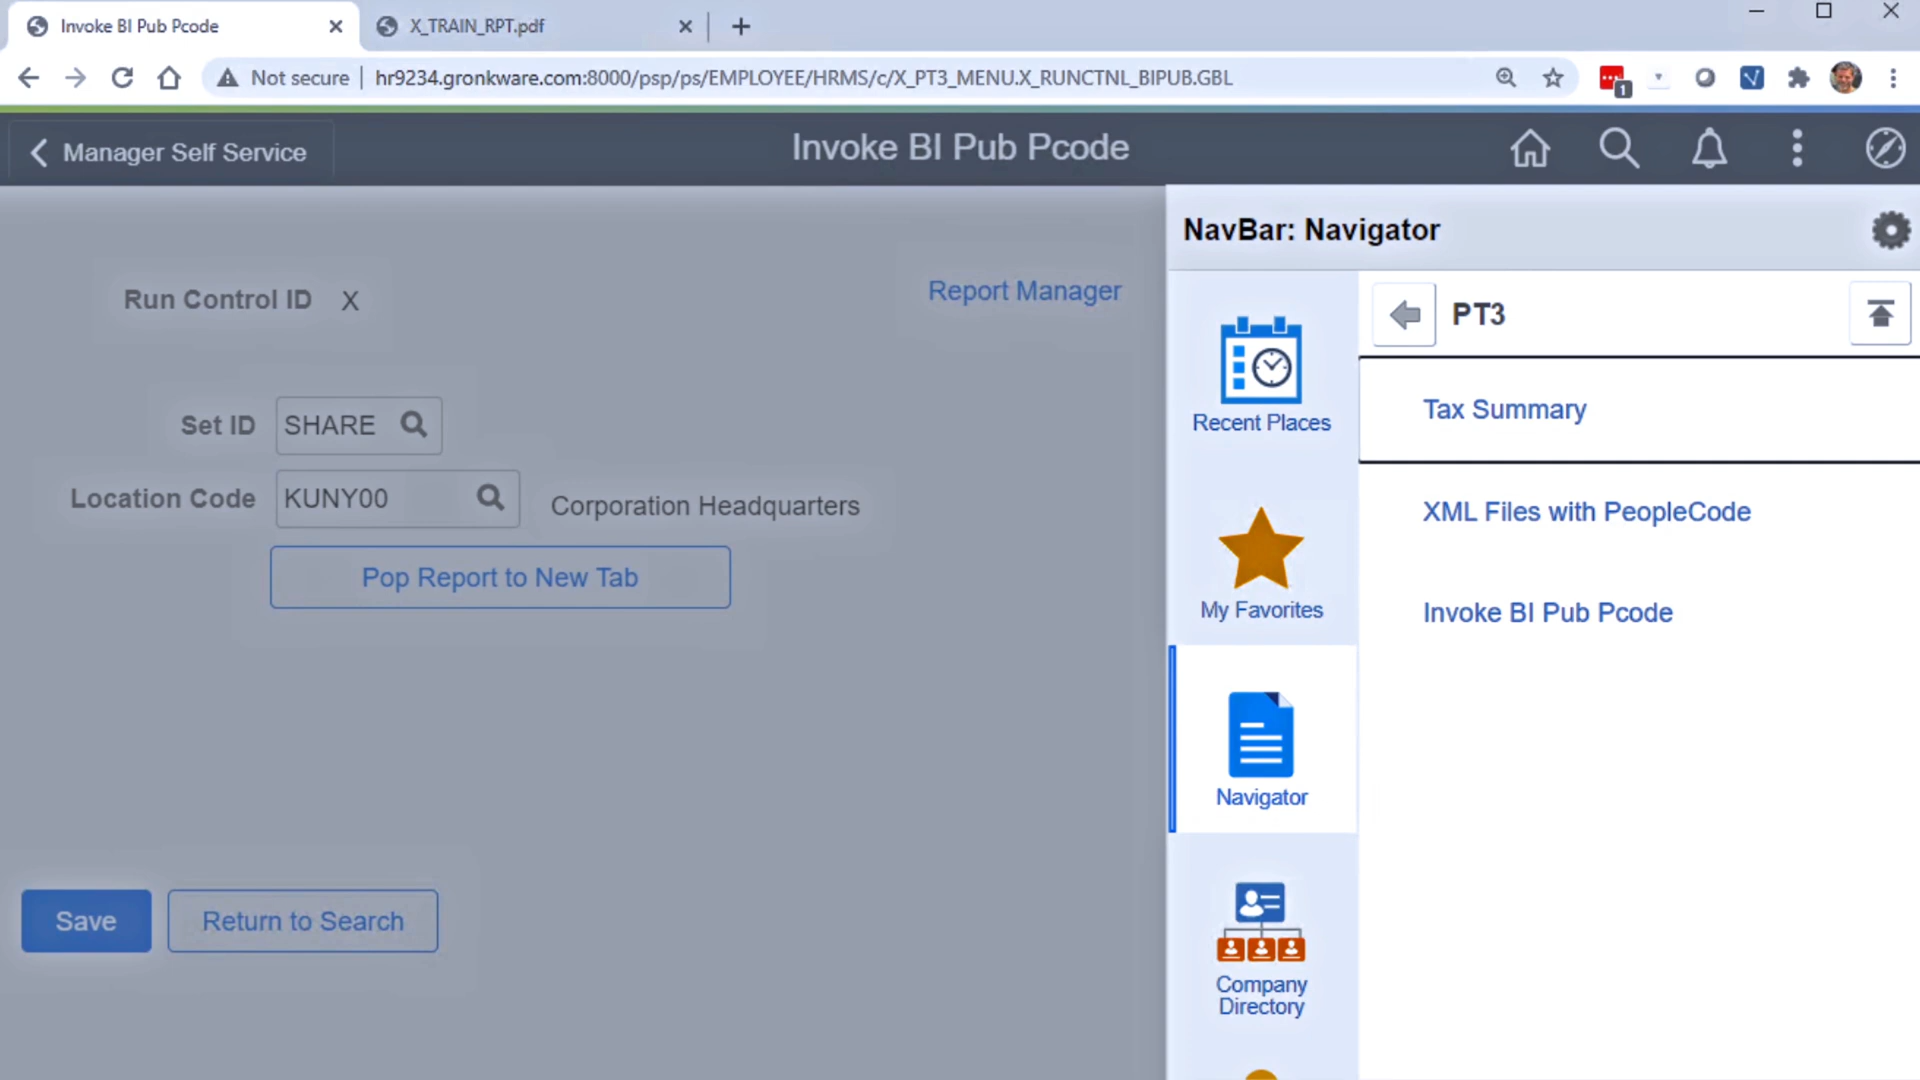 Invoke BI Pub Pcode
X_TRAIN_RPT.pdf
Not secure
hr9234.gronkware.com:8000/psp/ps/EMPLOYEE/HRMS/c/X_PT3_MENU.X_RUNCTNL_BIPUB.GBL
1
Manager Self Service
Invoke BI Pub Pcode
NavBar: Navigator
Run Control ID X
Report Manager
Set ID SHARE
Location Code KUNY00 Corporation Headquarters
Pop Report to New Tab
Save
Return to Search
Recent Places
My Favorites
Navigator
Company
Directory
PT3
Tax Summary
XML Files with PeopleCode
Invoke BI Pub Pcode